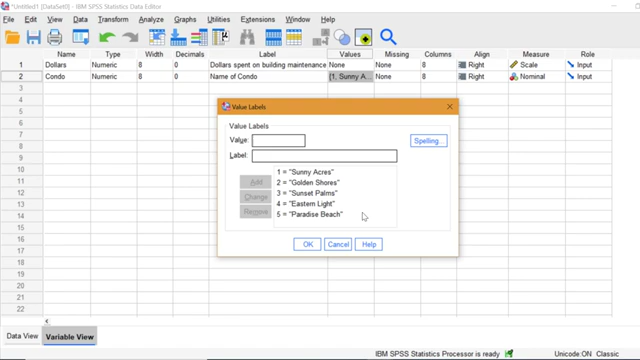 *Untitled1 [DataSet0] - IBM SPSS Statistics Data Editor
File Edit View Data Transform Analyze Graphs Utilities Extensions Window Help
Name Type Width Decimals Label Values Missing Columns Align Measure Role
1 Dollars Numeric 8 0 Dollars spent on building maintenance None None 8 Right Scale Input
2 Condo Numeric 8 0 Name of Condo {1, Sunny A... None 8 Right Nominal Input
3
4
5
6
7
8
9
10
11
12
13
14
15
16
17
18
19
20
21
22
Value Labels
Value Labels
Value:
Spelling...
Label:
Add
Change
Remove
1 = "Sunny Acres"
2 = "Golden Shores"
3 = "Sunset Palms"
4 = "Eastern Light"
5 = "Paradise Beach"
OK Cancel Help
Data View Variable View
IBM SPSS Statistics Processor is ready Unicode:ON Classic